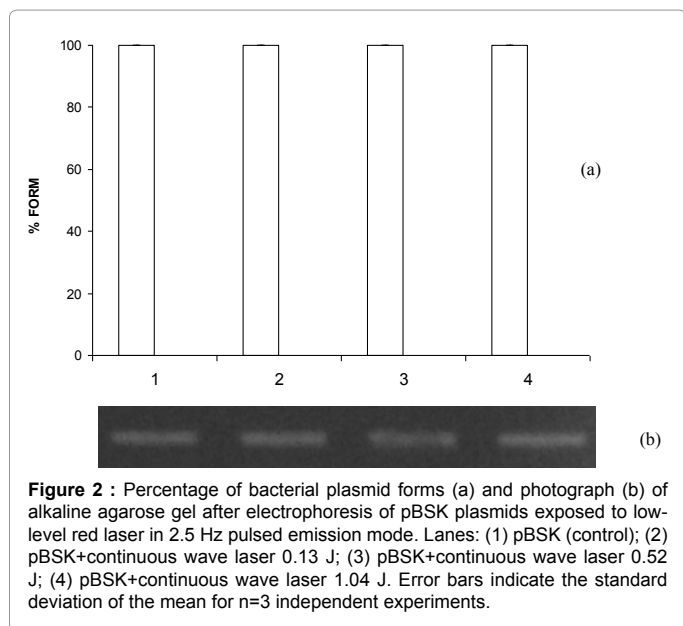 100
80
60
40
20
0
% FORM
(a)
1 2 3 4
(b)
Figure 2 : Percentage of bacterial plasmid forms (a) and photograph (b) of
alkaline agarose gel after electrophoresis of pBSK plasmids exposed to low-
level red laser in 2.5 Hz pulsed emission mode. Lanes: (1) pBSK (control); (2)
pBSK+continuous wave laser 0.13 J; (3) pBSK+continuous wave laser 0.52
J; (4) pBSK+continuous wave laser 1.04 J. Error bars indicate the standard
deviation of the mean for n=3 independent experiments.